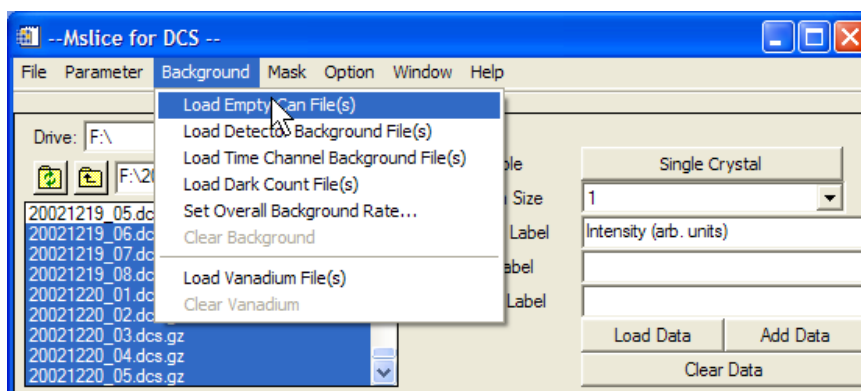 --Mslice for DCS --
File Parameter Background Mask Option Window Help
Load Empty Can File(s)
Load Detector Background File(s)
Load Time Channel Background File(s)
Load Dark Count File(s)
Set Overall Background Rate...
Clear Background
Load Vanadium File(s)
Clear Vanadium
Drive: F:\
F:\20
20021219_05.dc
20021219_06.dc
20021219_07.dc
20021219_08.dc
20021220_01.dc
20021220_02.dc
20021220_03.dcs.gz
20021220_04.dcs.gz
20021220_05.dcs.gz
Single Crystal
Size 1
Label Intensity (arb. units)
Label
Load Data Add Data
Clear Data